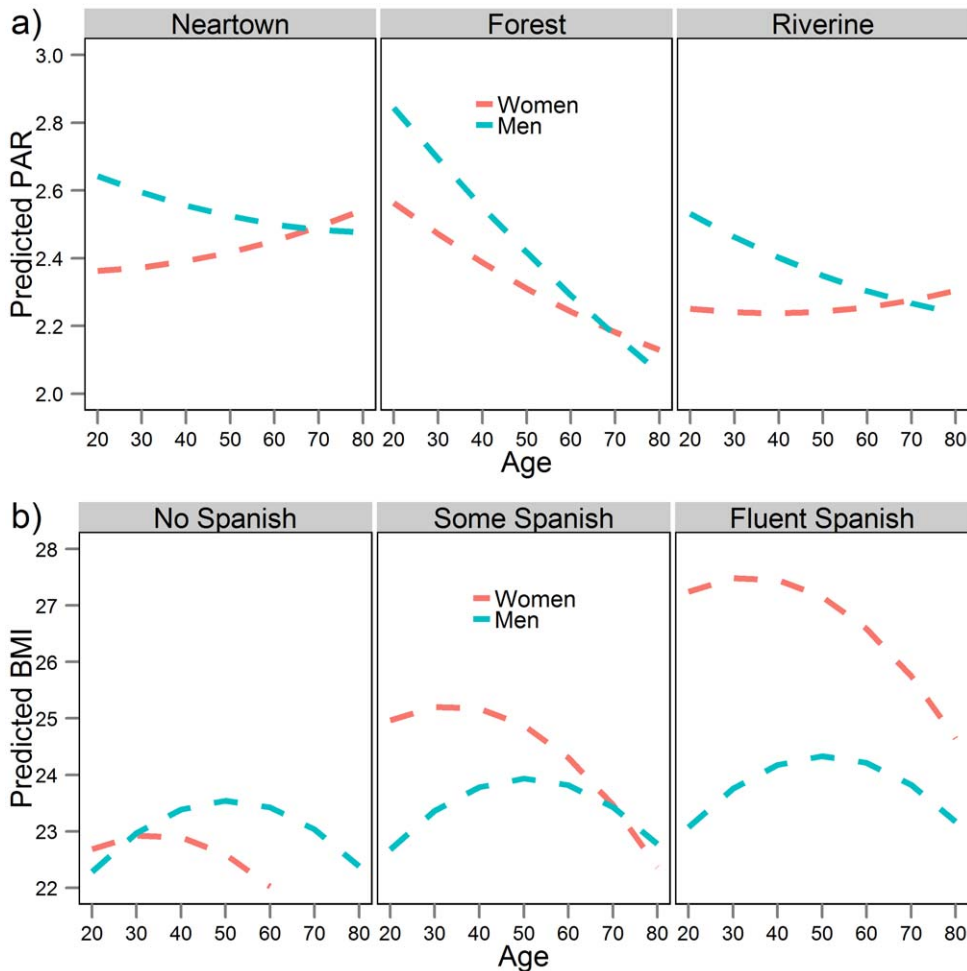 a)
Neartown Forest Riverine
Predicted PAR
3.0
2.8
2.6
2.4
2.2
2.0
Women
Men
20 30 40 50 60 70 80 20 30 40 50 60 70 80 20 30 40 50 60 70 80
Age
b)
No Spanish Some Spanish Fluent Spanish
Predicted BMI
28
27
26
25
24
23
22
Women
Men
20 30 40 50 60 70 80 20 30 40 50 60 70 80 20 30 40 50 60 70 80
Age